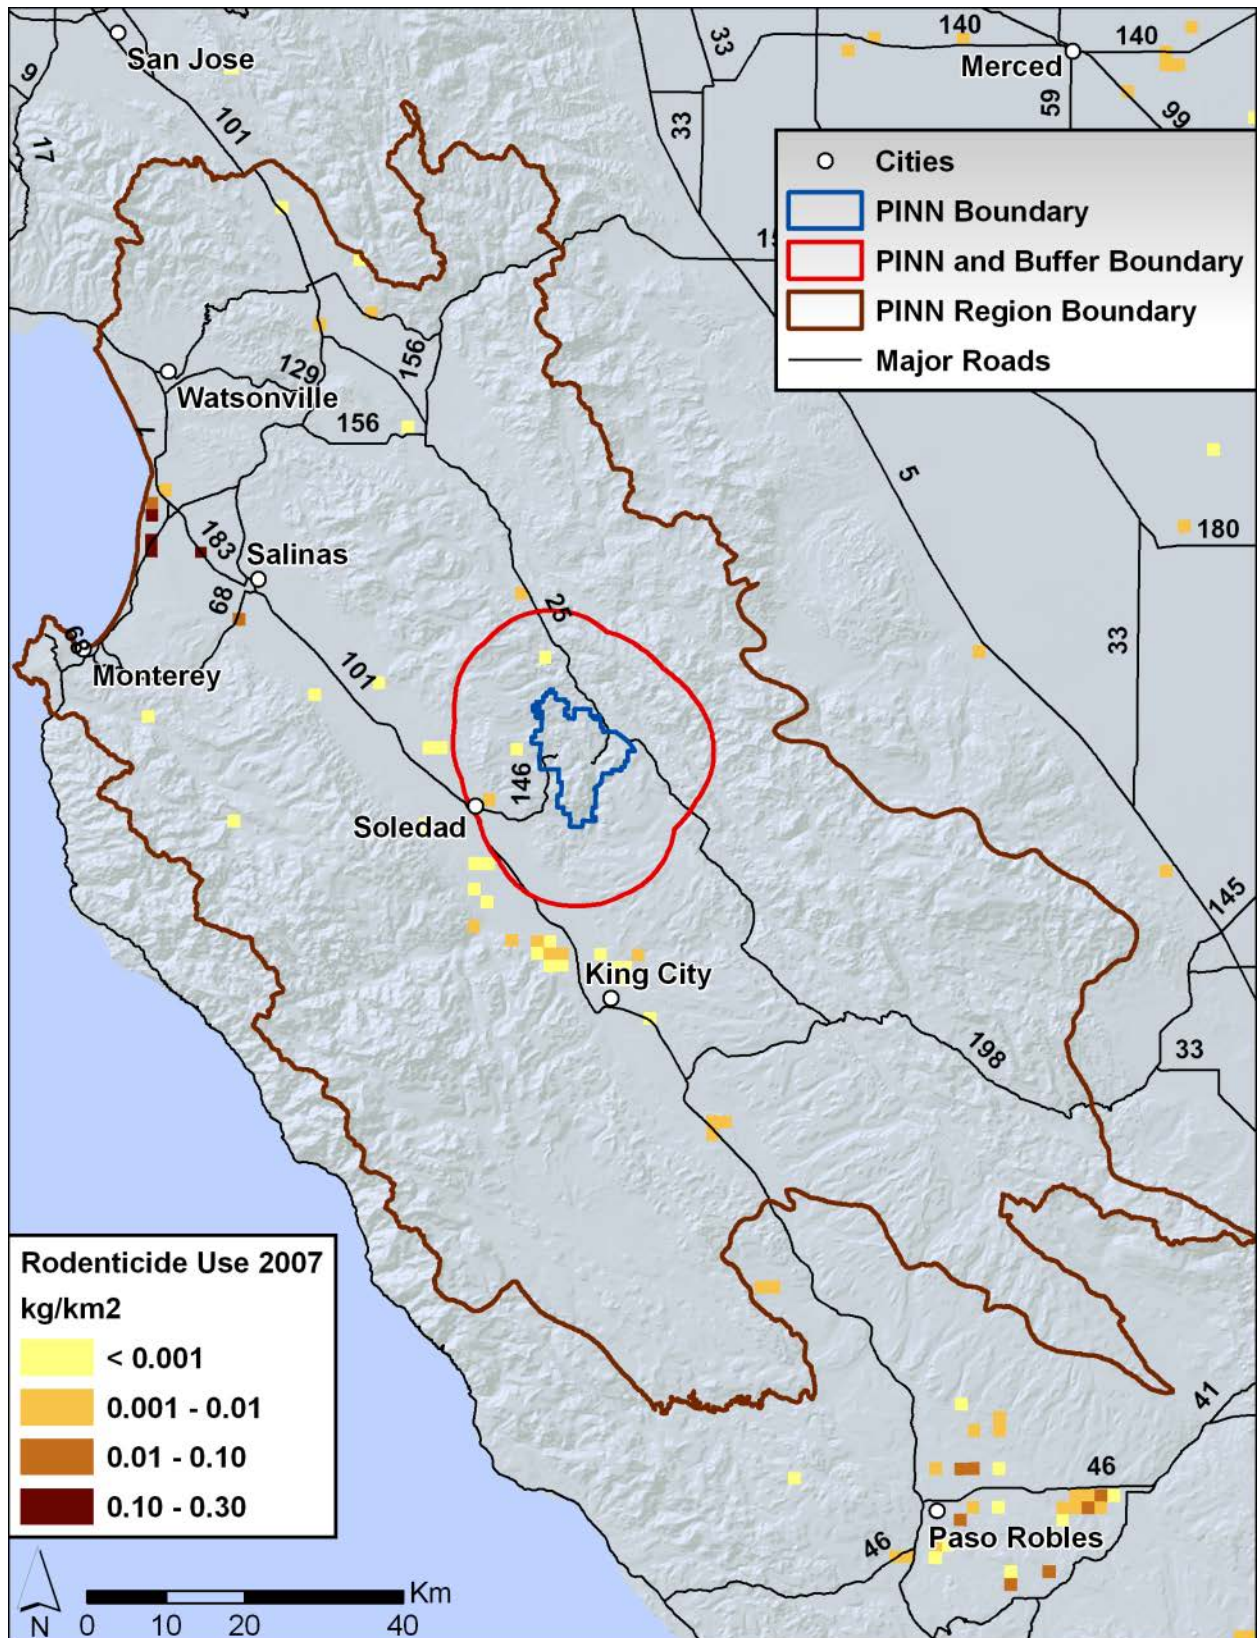 140
140
33
San Jose
Merced
9
59
99
101
33
17
Cities
PINN Boundary
15
PINN and Buffer Boundary
PINN Region Boundary
156
Major Roads
129
Watsonville
156
1
5
183
180
Salinas
68
25
33
68
Monterey
101
146
Soledad
145
King City
198
33
Rodenticide Use 2007
kg/km2
< 0.001
0.001 - 0.01
0.01 - 0.10
0.10 - 0.30
41
46
Paso Robles
46
Km
N
0 10 20 40